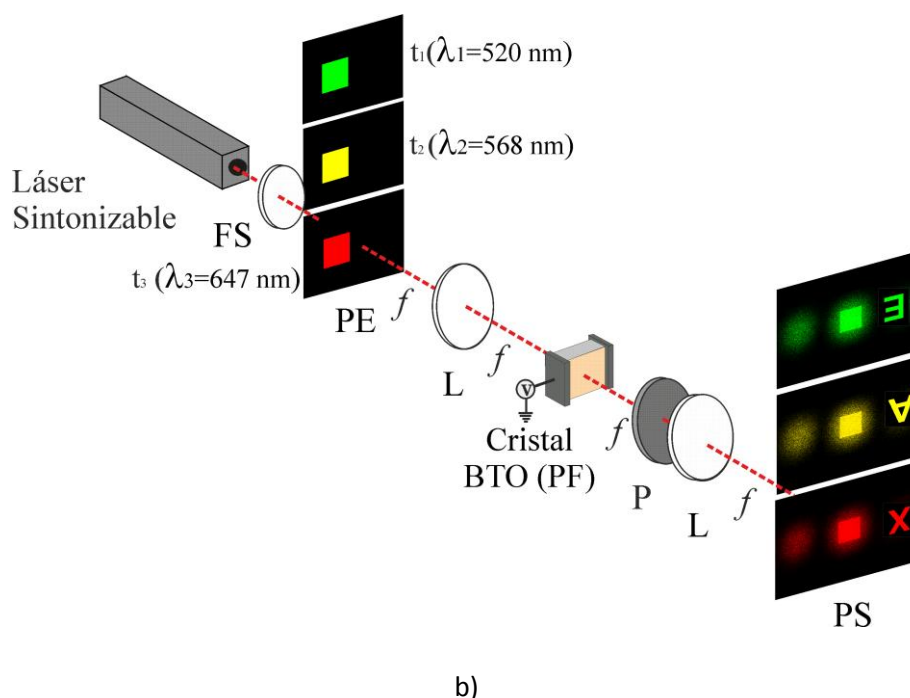 t₁(λ₁=520 nm)
t₂(λ₂=568 nm)
Láser
Sintonizable
FS
t₃ (λ₃=647 nm)
PE
f
L
f
V
Cristal
BTO (PF)
f
P
L
f
E
A
X
PS
b)